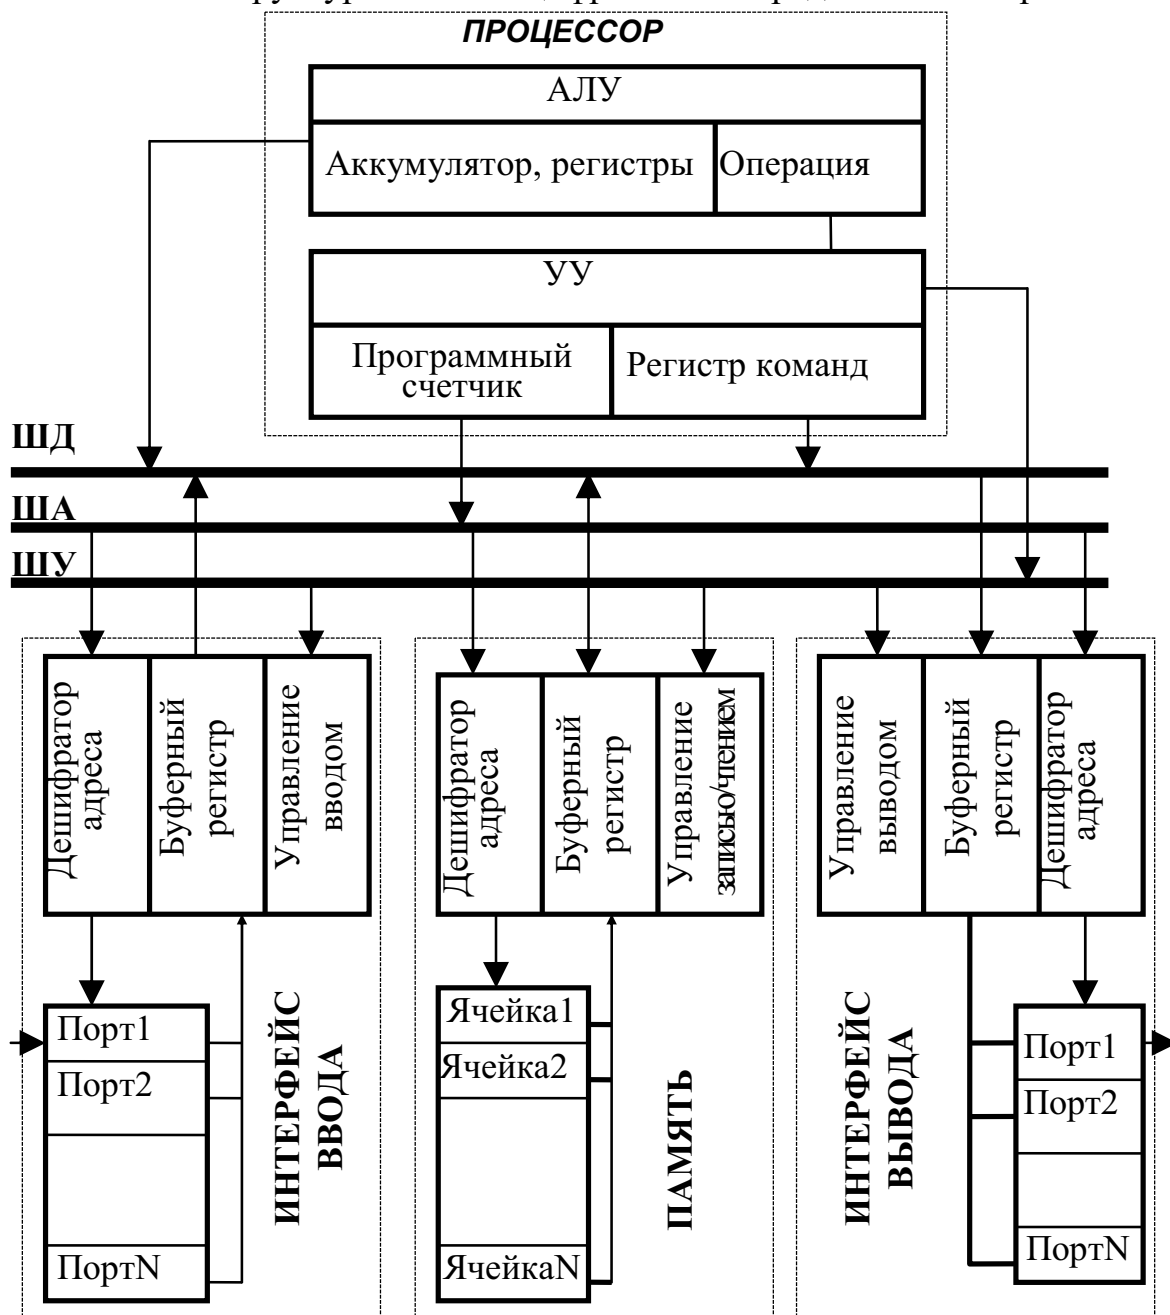 ПРОЦЕССОР
АЛУ
Аккумулятор, регистры
Операция
УУ
Программный
счетчик
Регистр команд
ШД
ША
ШУ
Дешифратор
адреса
Буферный
регистр
Управление
вводом
Дешифратор
адреса
Буферный
регистр
Управление
записью/чтением
Управление
выводом
Буферный
регистр
Дешифратор
адреса
Порт1
Порт2
ПортN
ИНТЕРФЕЙС
ВВОДА
Ячейка1
Ячейка2
ЯчейкаN
ПАМЯТЬ
ИНТЕРФЕЙС
ВЫВОДА
Порт1
Порт2
ПортN